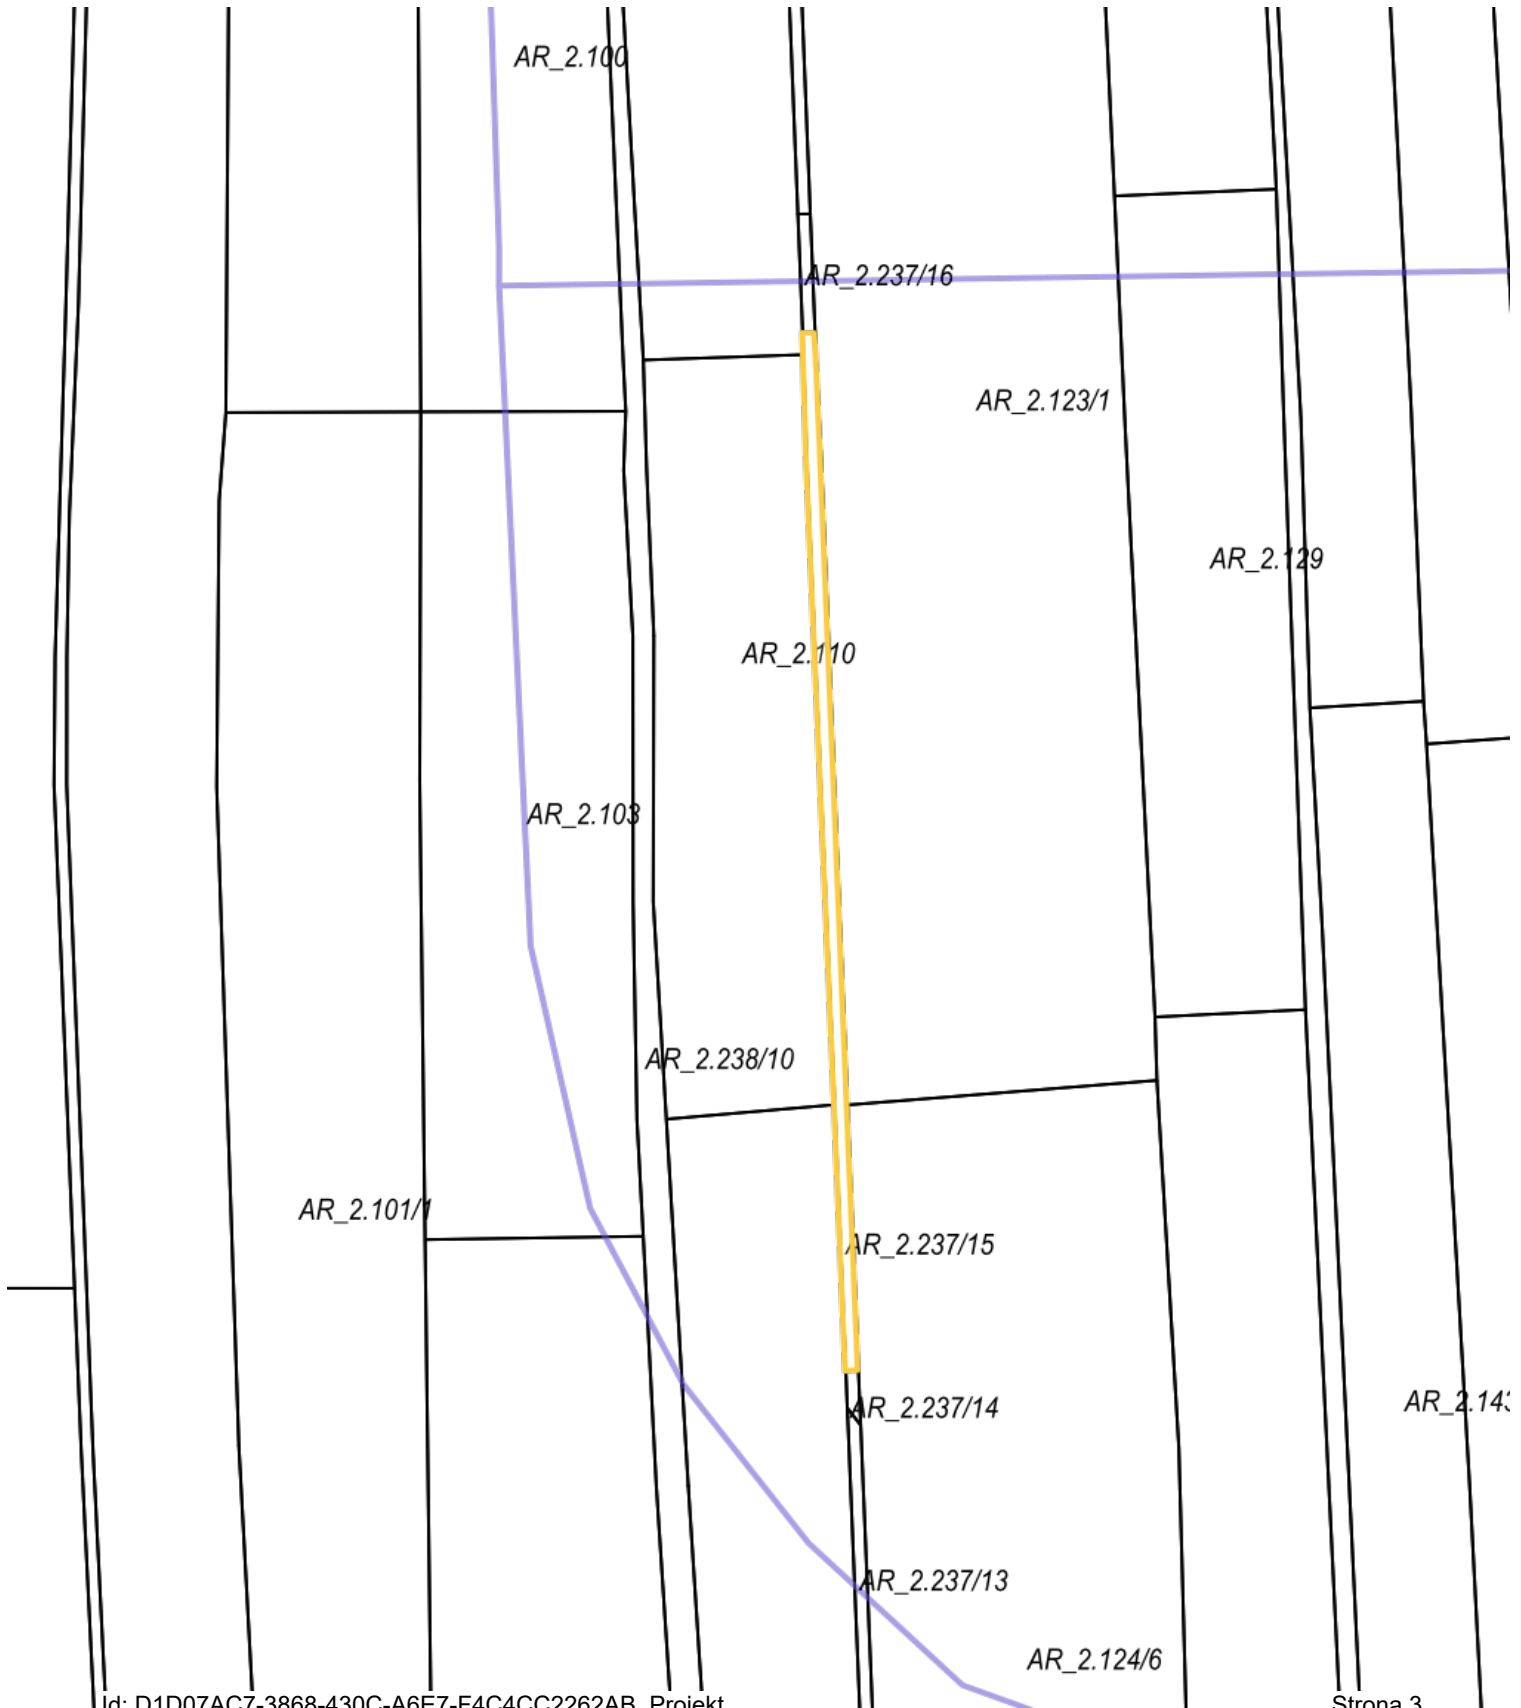 AR_2.100
AR_2.237/16
AR_2.123/1
AR_2.129
AR_2.110
AR_2.103
AR_2.238/10
AR_2.101/1
AR_2.237/15
AR_2.143
AR_2.237/14
AR_2.237/13
AR_2.124/6
Id: D1D07AC7-3868-430C-A6E7-F4C4CC2262AB. Projekt
Strona 3